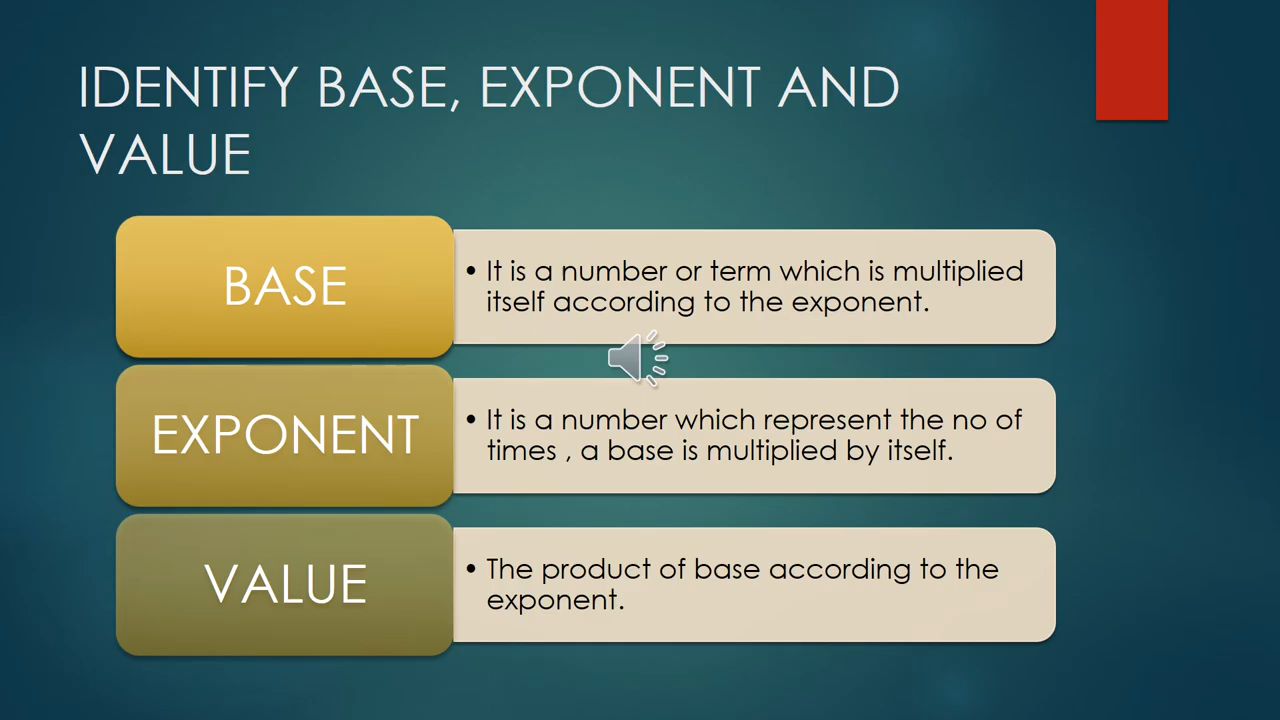 IDENTIFY BASE, EXPONENT AND
VALUE
BASE
• It is a number or term which is multiplied
itself according to the exponent.
EXPONENT
• It is a number which represent the no of
times , a base is multiplied by itself.
VALUE
• The product of base according to the
exponent.